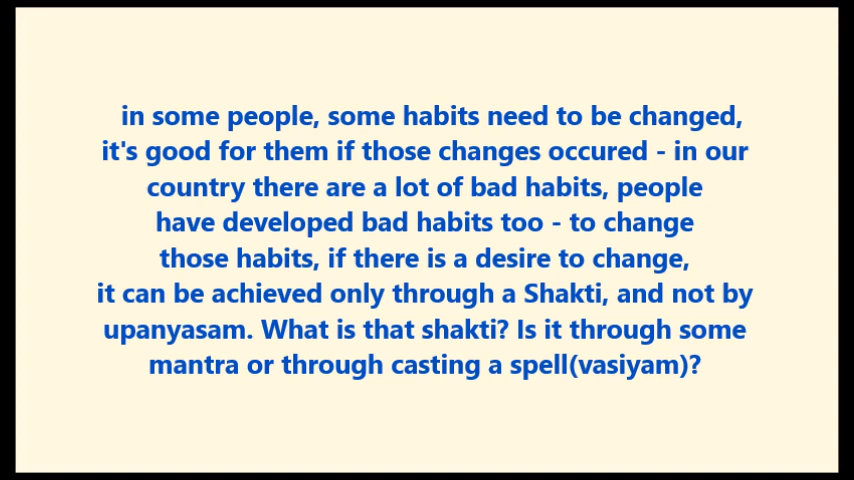 in some people, some habits need to be changed,
it's good for them if those changes occured - in our
country there are a lot of bad habits, people
have developed bad habits too - to change
those habits, if there is a desire to change,
it can be achieved only through a Shakti, and not by
upanyasam. What is that shakti? Is it through some
mantra or through casting a spell(vasiyam)?